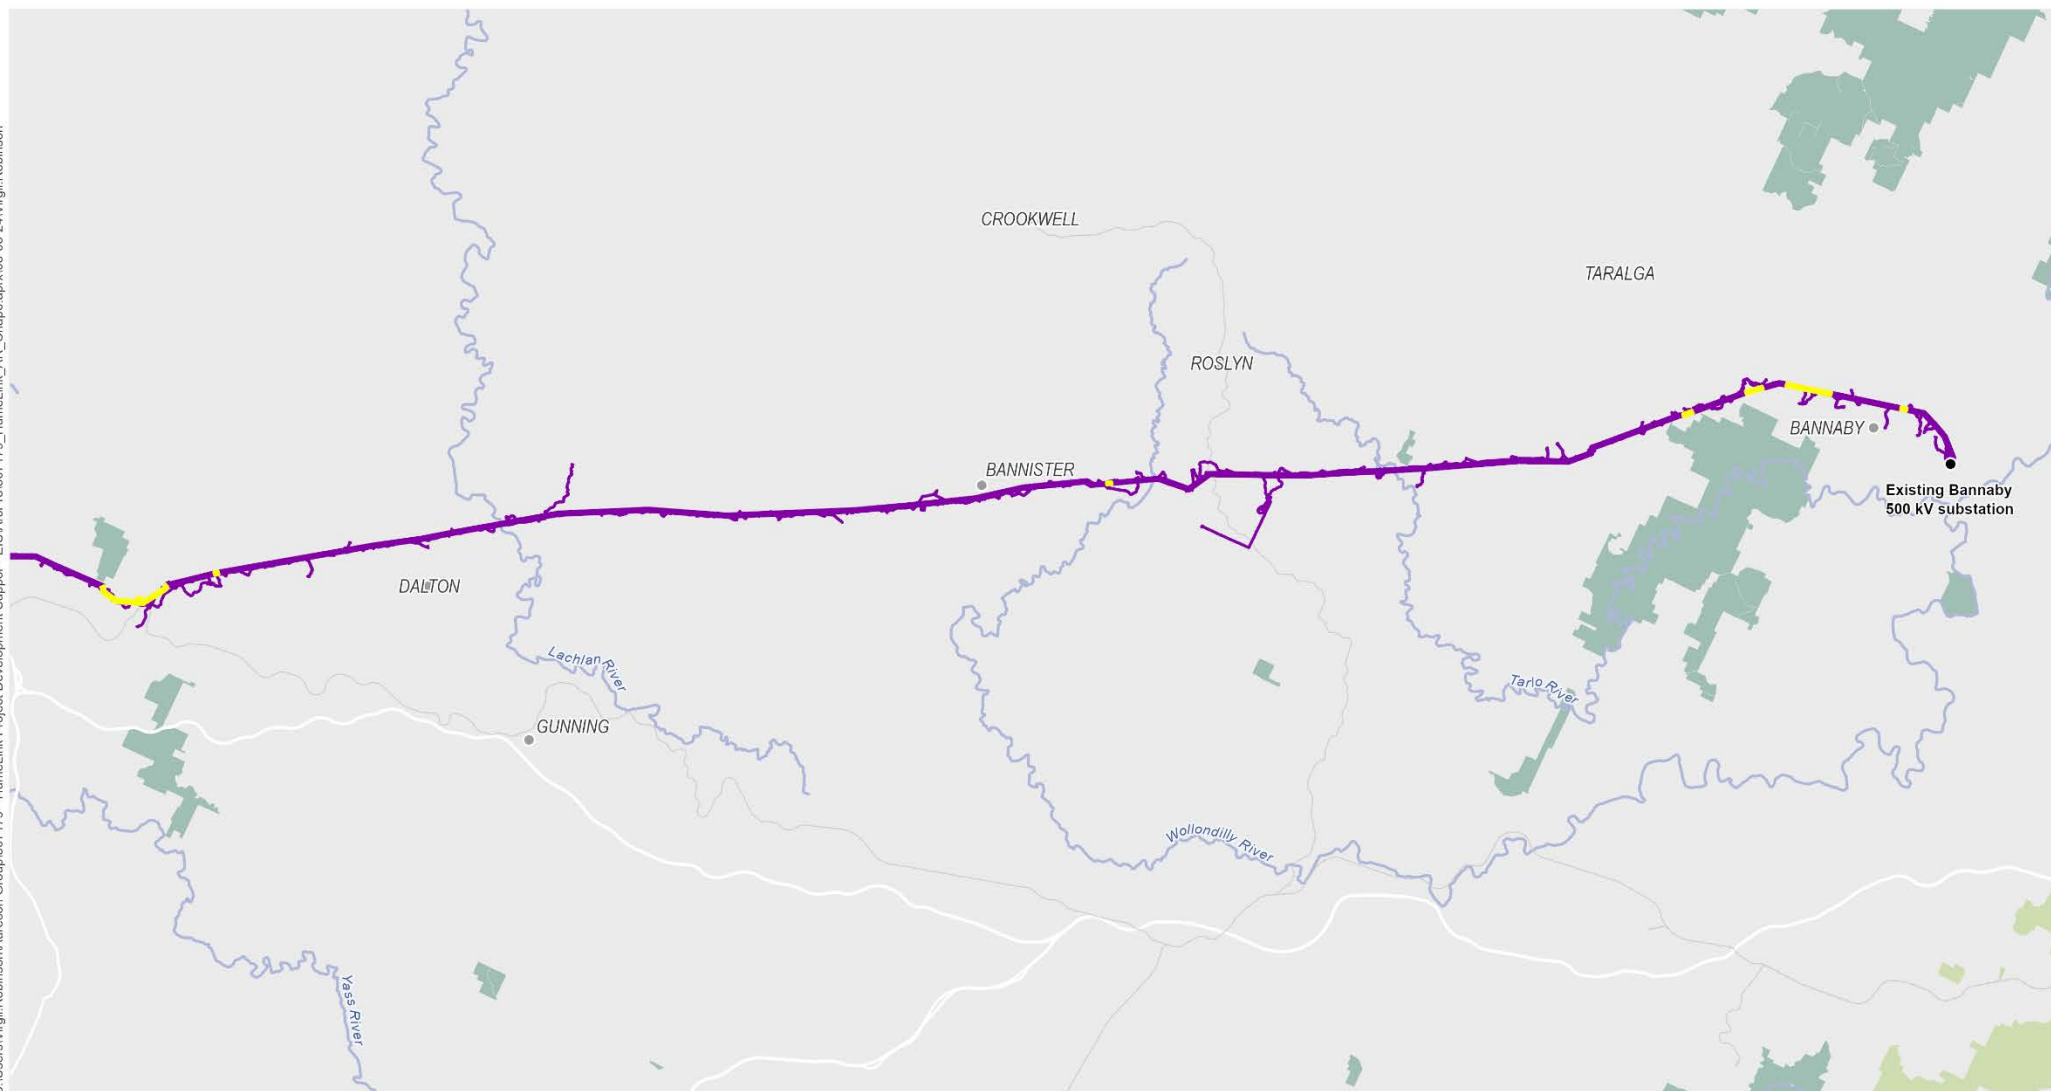 CROOKWELL
TARALGA
ROSLYN
BANNABY
BANNISTER
Existing Bannaby
500 kV substation
DALTON
Lachlan River
Tarlo River
GUNNING
Wollondilly River
Yass River